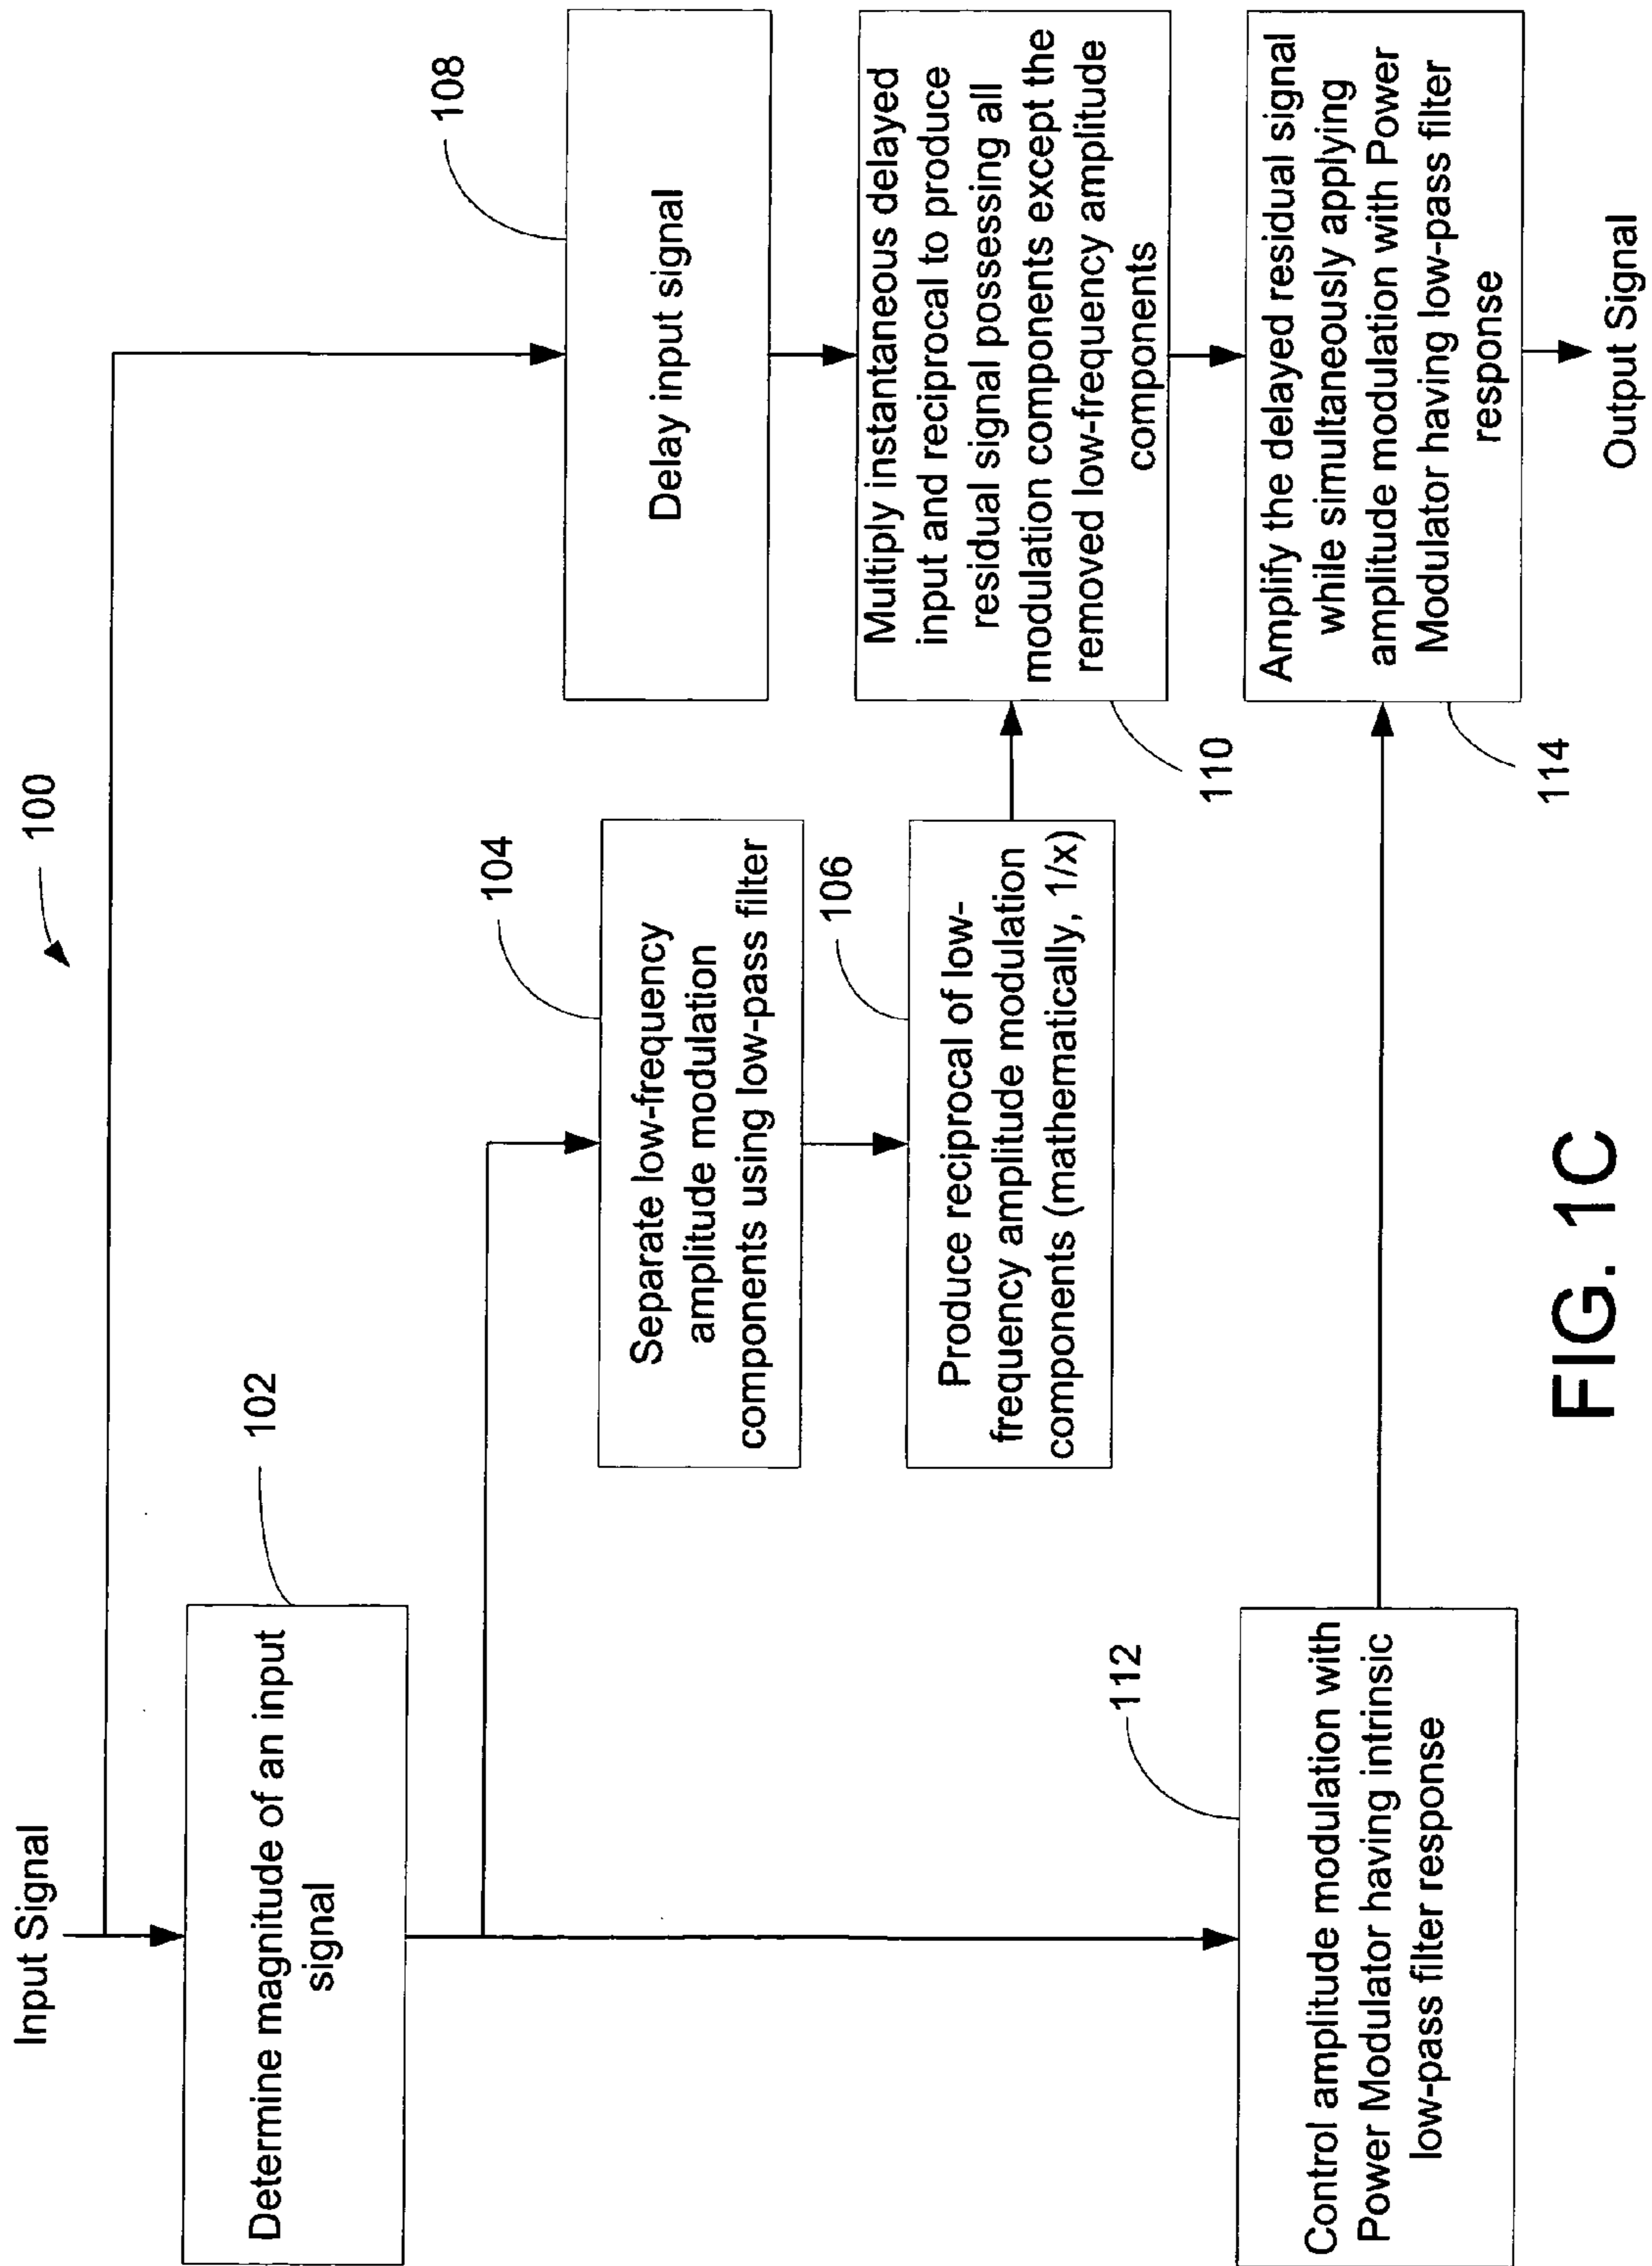 100
Input Signal
102
Determine magnitude of an input
signal
104
Separate low-frequency
amplitude modulation
components using low-pass filter
108
Delay input signal
106
Produce reciprocal of low-
frequency amplitude modulation
components (mathematically, 1/x)
Multiply instantaneous delayed
input and reciprocal to produce
residual signal possessing all
modulation components except the
removed low-frequency amplitude
components
110
112
Control amplitude modulation with
Power Modulator having intrinsic
low-pass filter response
Amplify the delayed residual signal
while simultaneously applying
amplitude modulation with Power
Modulator having low-pass filter
response
114
Output Signal
FIG. 1C